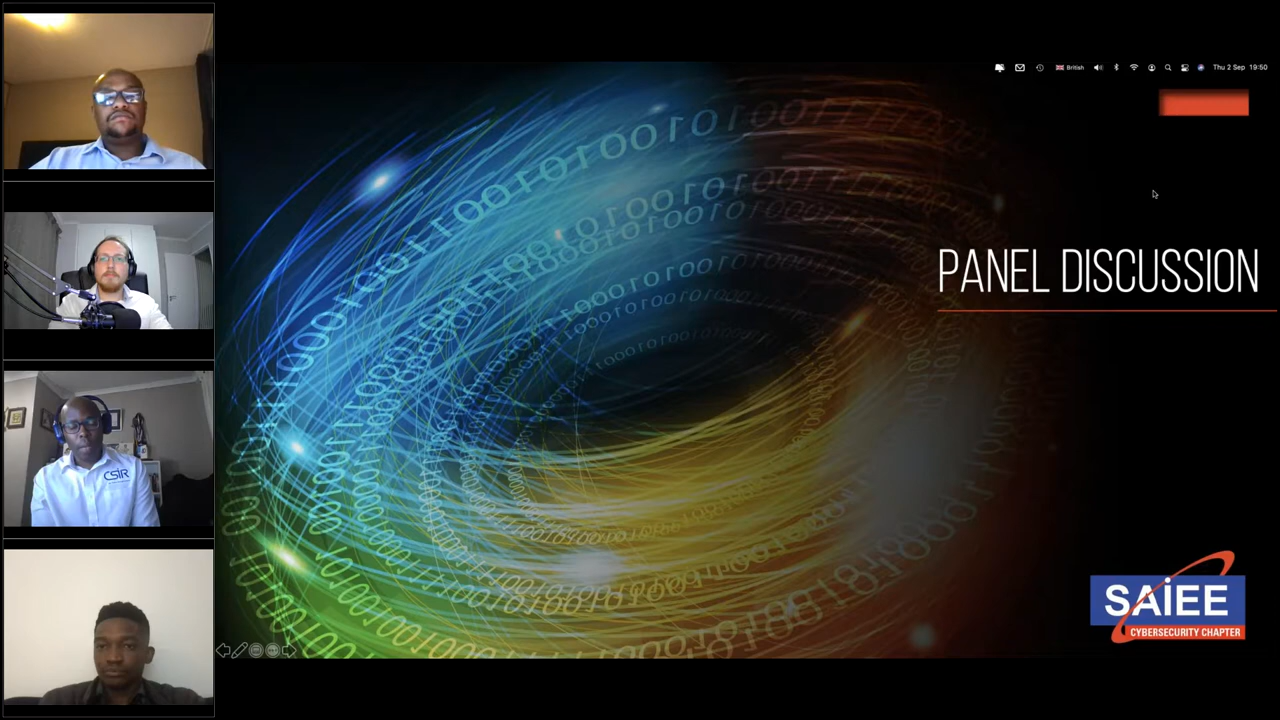 British
Thu 2 Sep 19:50
PANEL DISCUSSION
CSIR
SAIEE
CYBERSECURITY CHAPTER